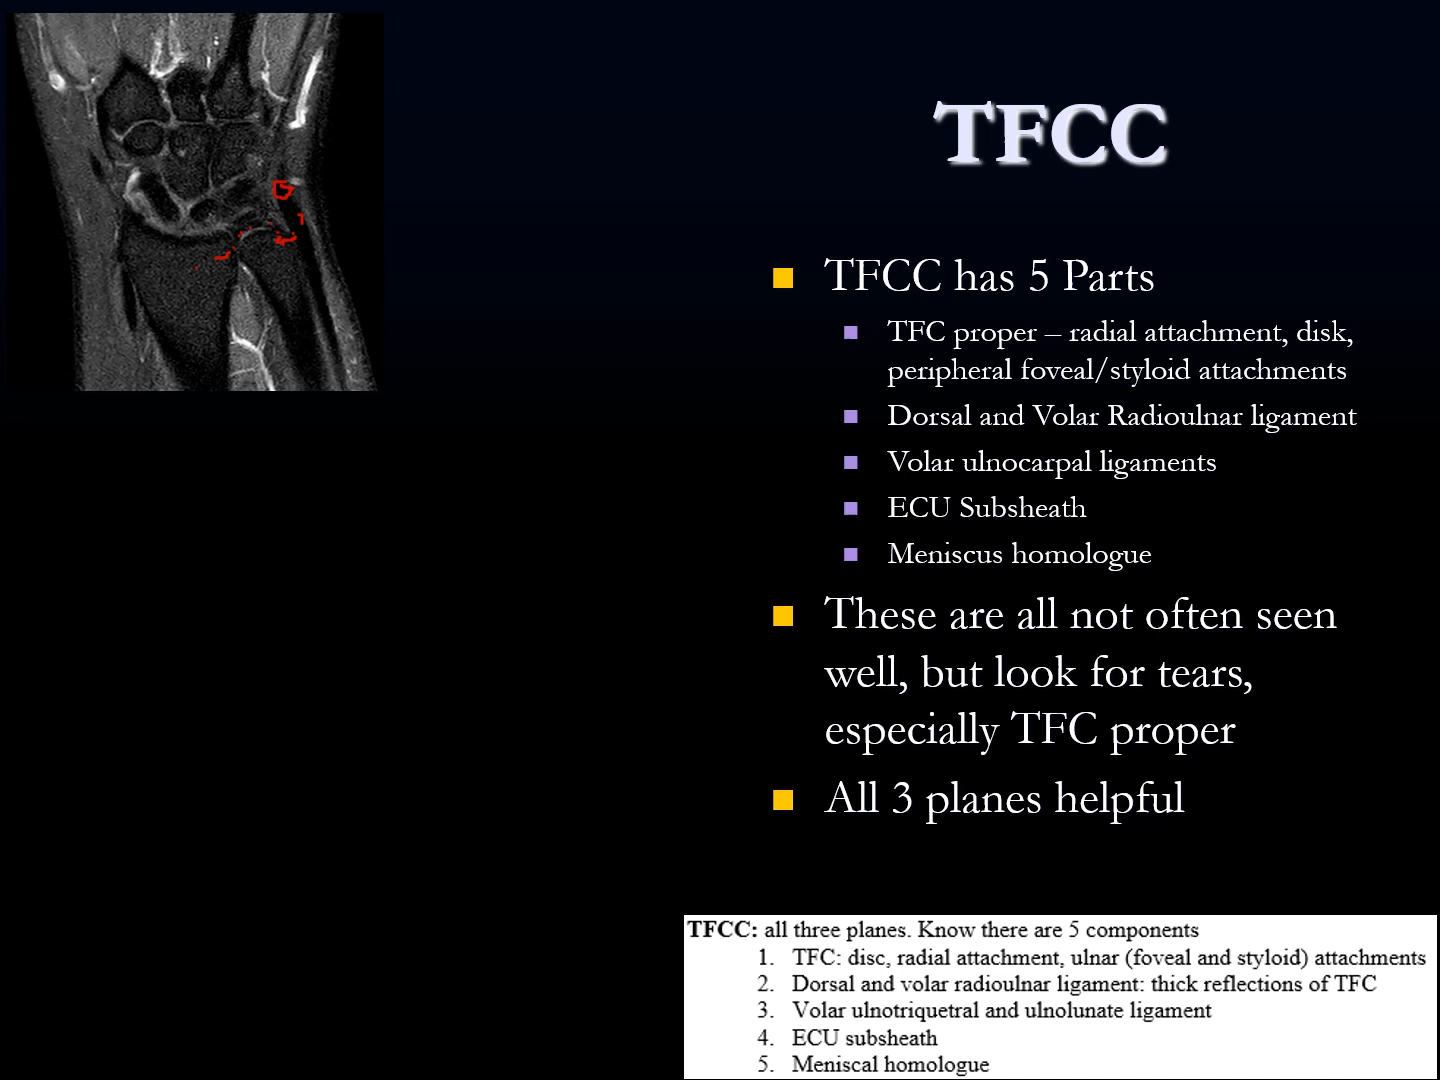 TFCC
TFCC has 5 Parts
TFC proper – radial attachment, disk,
peripheral foveal/styloid attachments
Dorsal and Volar Radioulnar ligament
Volar ulnocarpal ligaments
ECU Subsheath
Meniscus homologue
These are all not often seen
well, but look for tears,
especially TFC proper
All 3 planes helpful
TFCC: all three planes. Know there are 5 components
1. TFC: disc, radial attachment, ulnar (foveal and styloid) attachments
2. Dorsal and volar radioulnar ligament: thick reflections of TFC
3. Volar ulnotriquetral and ulnolunate ligament
4. ECU subsheath
5. Meniscal homologue